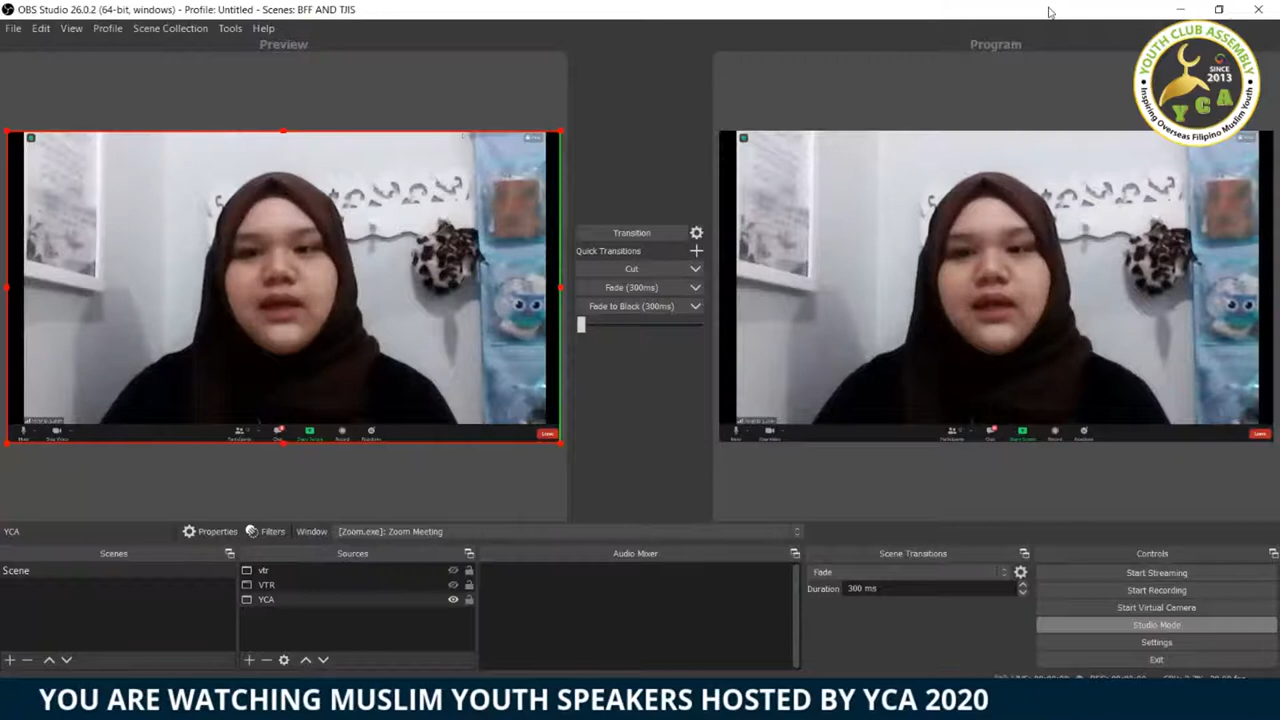 OBS Studio 26.0.2 (64-bit, windows) - Profile: Untitled - Scenes: BFF AND TJIS
File Edit View Profile Scene Collection Tools Help
Preview
Program
YOUTH CLUB ASSEMBLY
SINCE
2013
Y C A
Inspiring Overseas Filipino Muslim Youth
Transition
Quick Transitions
Cut
Fade (300ms)
Fade to Black (300ms)
YCA Properties Filters Window [Zoom.exe]: Zoom Meeting
Scenes Sources Audio Mixer Scene Transitions Controls
Scene
vtr
VTR
YCA
Fade
Duration 300 ms
Start Streaming
Start Recording
Start Virtual Camera
Studio Mode
Settings
Exit
YOU ARE WATCHING MUSLIM YOUTH SPEAKERS HOSTED BY YCA 2020